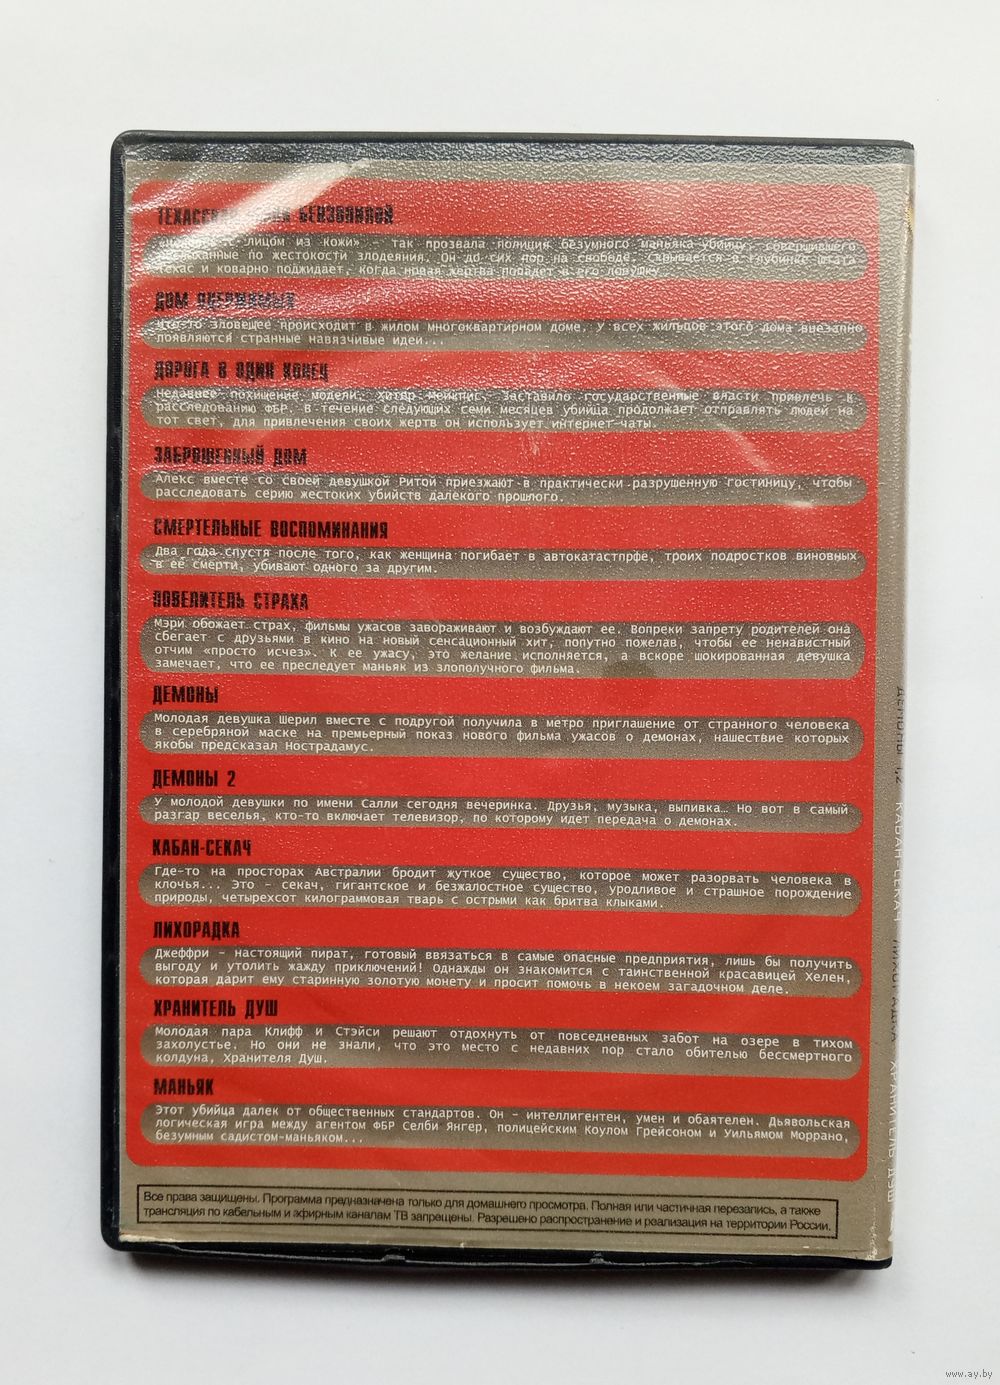 ТЕХАССКАЯ РЕЗНЯ БЕНЗОПИЛОЙ
с лицом из кожи» - так прозвала полиция безумного маньяка-убийцу, совершившего
по жестокости злодеяния. Он до сих пор на свободе. Скрывается в глубинке штата
Техас и коварно поджидает, когда новая жертва попадет в его ловушку
ДОМ ОДЕРЖИМЫХ
Что-то зловещее происходит в жилом многоквартирном доме. У всех жильцов этого дома внезапно
появляются странные навязчивые идеи...
ДОРОГА В ОДИН КОНЕЦ
Недавнее похищение модели, Хитер Мейкпис, заставило государственные власти привлечь к
расследованию ФБР. В течение следующих семи месяцев убийца продолжает отправлять людей на
тот свет, для привлечения своих жертв он использует интернет-чаты.
ЗАБРОШЕННЫЙ ДОМ
Алекс вместе со своей девушкой Ритой приезжают в практически разрушенную гостиницу, чтобы
расследовать серию жестоких убийств далекого прошлого.
СМЕРТЕЛЬНЫЕ ВОСПОМИНАНИЯ
Два года спустя после того, как женщина погибает в автокатастпрфе, троих подростков виновных
в ее смерти, убивают одного за другим.
ПОВЕЛИТЕЛЬ СТРАХА
Мэри обожает страх, фильмы ужасов завораживают и возбуждают ее. Вопреки запрету родителей она
сбегает с друзьями в кино на новый сенсационный хит, попутно пожелав, чтобы ее ненавистный
отчим «просто исчез». К ее ужасу, это желание исполняется, а вскоре шокированная девушка
замечает, что ее преследует маньяк из злополучного фильма.
ДЕМОНЫ
Молодая девушка Шерил вместе с подругой получила в метро приглашение от странного человека
в серебряной маске на премьерный показ нового фильма ужасов о демонах, нашествие которых
якобы предсказал Нострадамус.
ДЕМОНЫ 2
У молодой девушки по имени Салли сегодня вечеринка. Друзья, музыка, выпивка… Но вот в самый
разгар веселья, кто-то включает телевизор, по которому идет передача о демонах.
КАБАН-СЕКАЧ
Где-то на просторах Австралии бродит жуткое существо, которое может разорвать человека в
клочья... Это - секач, гигантское и безжалостное существо, уродливое и страшное порождение
природы, четырехсот килограммовая тварь с острыми как бритва клыками.
ЛИХОРАДКА
Джеффри - настоящий пират, готовый ввязаться в самые опасные предприятия, лишь бы получить
выгоду и утолить жажду приключений! Однажды он знакомится с таинственной красавицей Хелен,
которая дарит ему старинную золотую монету и просит помочь в некоем загадочном деле.
ХРАНИТЕЛЬ ДУШ
Молодая пара Клифф и Стэйси решают отдохнуть от повседневных забот на озере в тихом
захолустье. Но они не знали, что это место с недавних пор стало обителью бессмертного
колдуна, Хранителя Душ.
МАНЬЯК
Этот убийца далек от общественных стандартов. Он - интеллигентен, умен и обаятелен. Дьявольская
логическая игра между агентом ФБР Селби Янгер, полицейским Коулом Грейсоном и Уильямом Моррано,
безумным садистом-маньяком...
Все права защищены. Программа предназначена только для домашнего просмотра. Полная или частичная перезапись, а также
трансляция по кабельным и эфирным каналам ТВ запрещены. Разрешено распространение и реализация на территории России.
ДЕМОНЫ 1,2 КАБАН-СЕКАЧ ЛИХОРАДКА ХРАНИТЕЛЬ ДУШ
www.ay.by